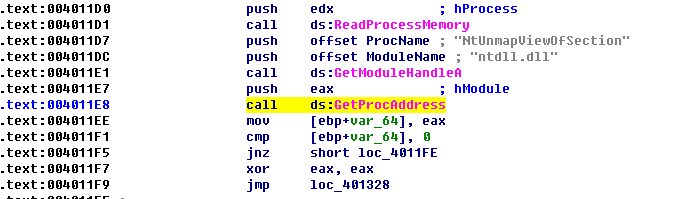 .text:004011D0 push edx ; hProcess
.text:004011D1 call ds:ReadProcessMemory
.text:004011D7 push offset ProcName ; "NtUnmapViewOfSection"
.text:004011DC push offset ModuleName ; "ntdll.dll"
.text:004011E1 call ds:GetModuleHandleA
.text:004011E7 push eax ; hModule
.text:004011E8 call ds:GetProcAddress
.text:004011EE mov [ebp+var_64], eax
.text:004011F1 cmp [ebp+var_64], 0
.text:004011F5 jnz short loc_4011FE
.text:004011F7 xor eax, eax
.text:004011F9 jmp loc_401328